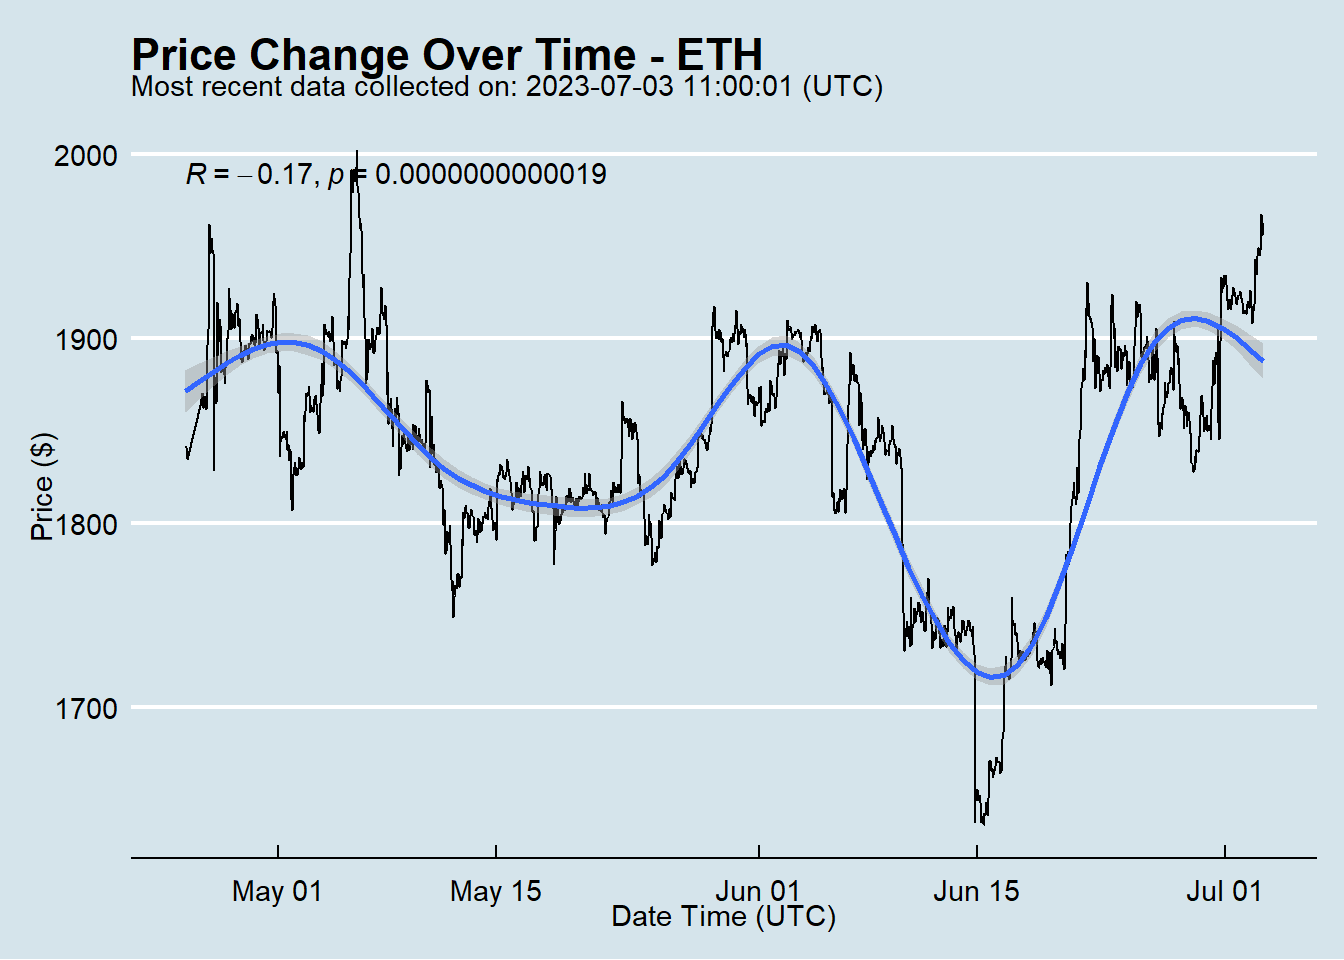 Price Change Over Time - ETH
Most recent data collected on: 2023-07-03 11:00:01 (UTC)
R = −0.17, p = 0.0000000000019
2000
1900
1800
1700
Price ($)
May 01
May 15
Jun 01
Jun 15
Jul 01
Date Time (UTC)